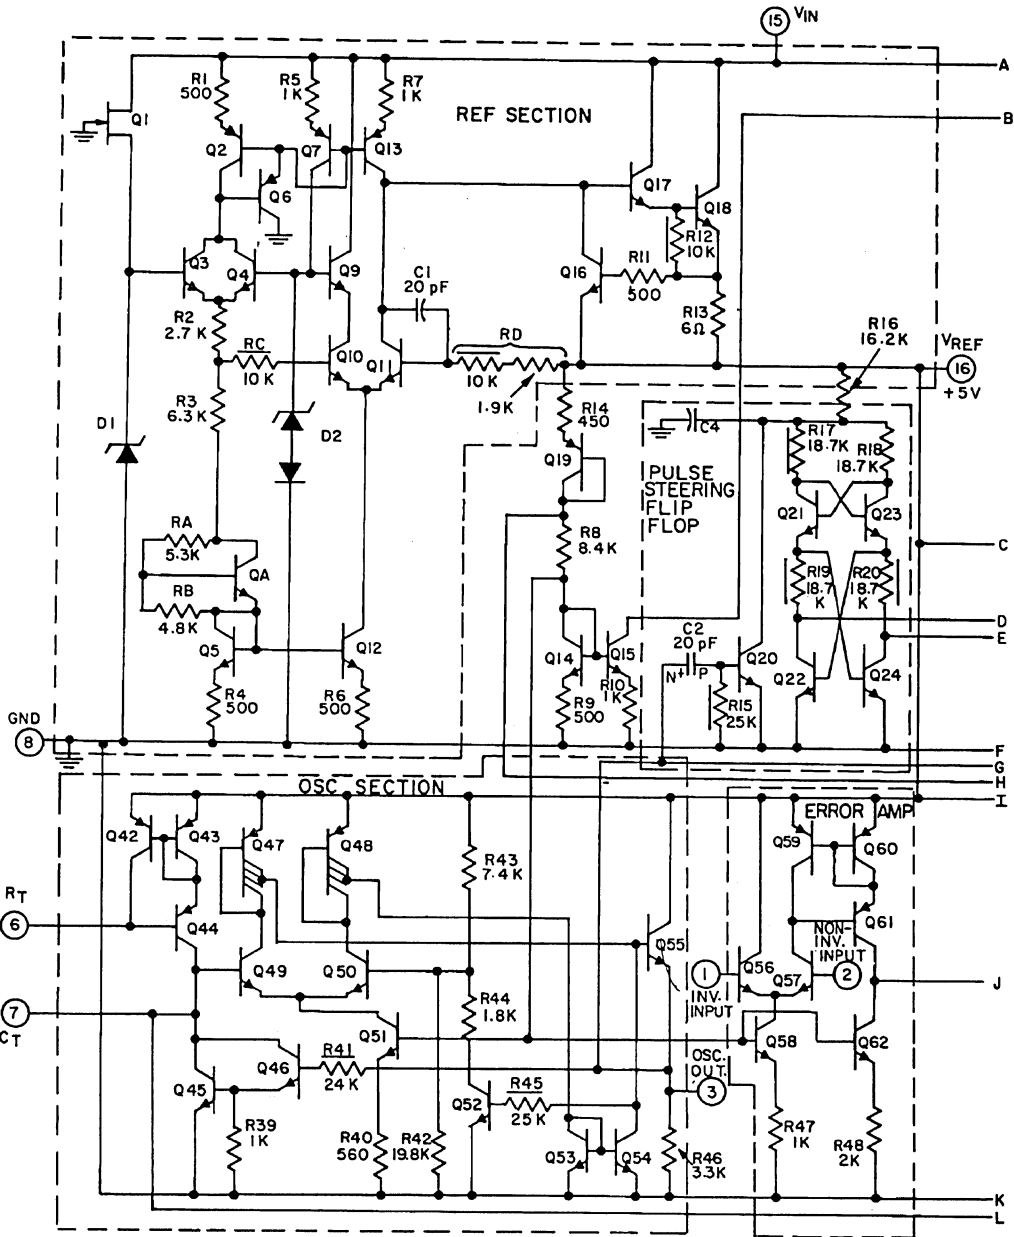 15 VIN
A
R1
500
R5
1K
R7
1K
REF SECTION
B
Q1
Q2
Q7
Q13
Q6
Q17
Q18
R12
10K
Q3
Q4
Q9
C1
20 pF
Q16
R11
500
R13
6Ω
R2
2.7 K
RC
10 K
Q10
Q11
RD
10 K
1.9K
R16
16.2K
VREF
16
+5V
R3
6.3 K
D1
D2
R14
450
C4
R17
18.7K
R18
18.7K
Q19
PULSE
STEERING
FLIP
FLOP
Q21
Q23
RA
5.3K
R8
8.4K
C
QA
R19
18.7
K
R20
18.7
K
RB
4.8K
D
E
Q5
Q12
Q14
Q15
C2
20 pF
N+
P
Q20
Q22
Q24
R4
500
R6
500
R9
500
R10
1K
R15
25K
GND
8
F
G
H
I
OSC SECTION
ERROR AMP
Q42
Q43
Q47
Q48
R43
7.4K
Q59
Q60
RT
6
Q44
Q61
NON-
INV.
INPUT
Q49
Q50
Q55
1
INV.
INPUT
Q56
Q57
2
J
7
CT
R44
1.8K
Q51
Q58
Q62
Q45
Q46
R41
24 K
OSC.
OUT.
3
Q52
R45
25 K
R39
1K
R40
560
R42
19.8K
Q53
Q54
R46
3.3K
R47
1K
R48
2K
K
L